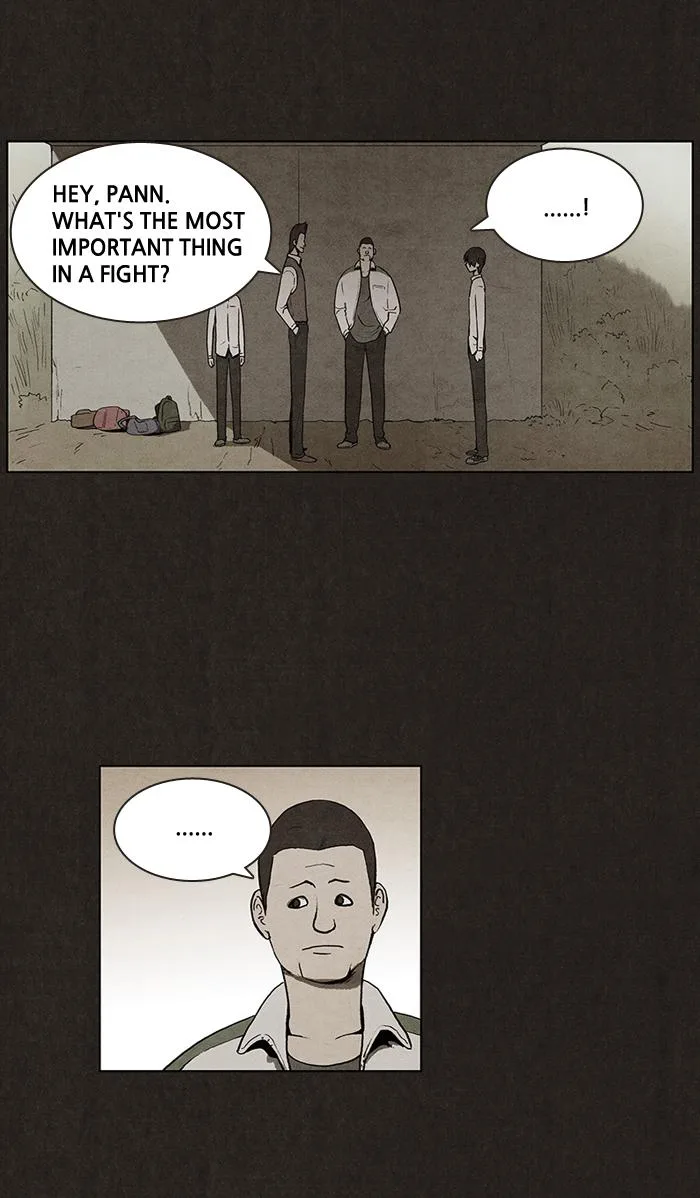 HEY, PANN.
WHAT'S THE MOST
IMPORTANT THING
IN A FIGHT?
......!
......